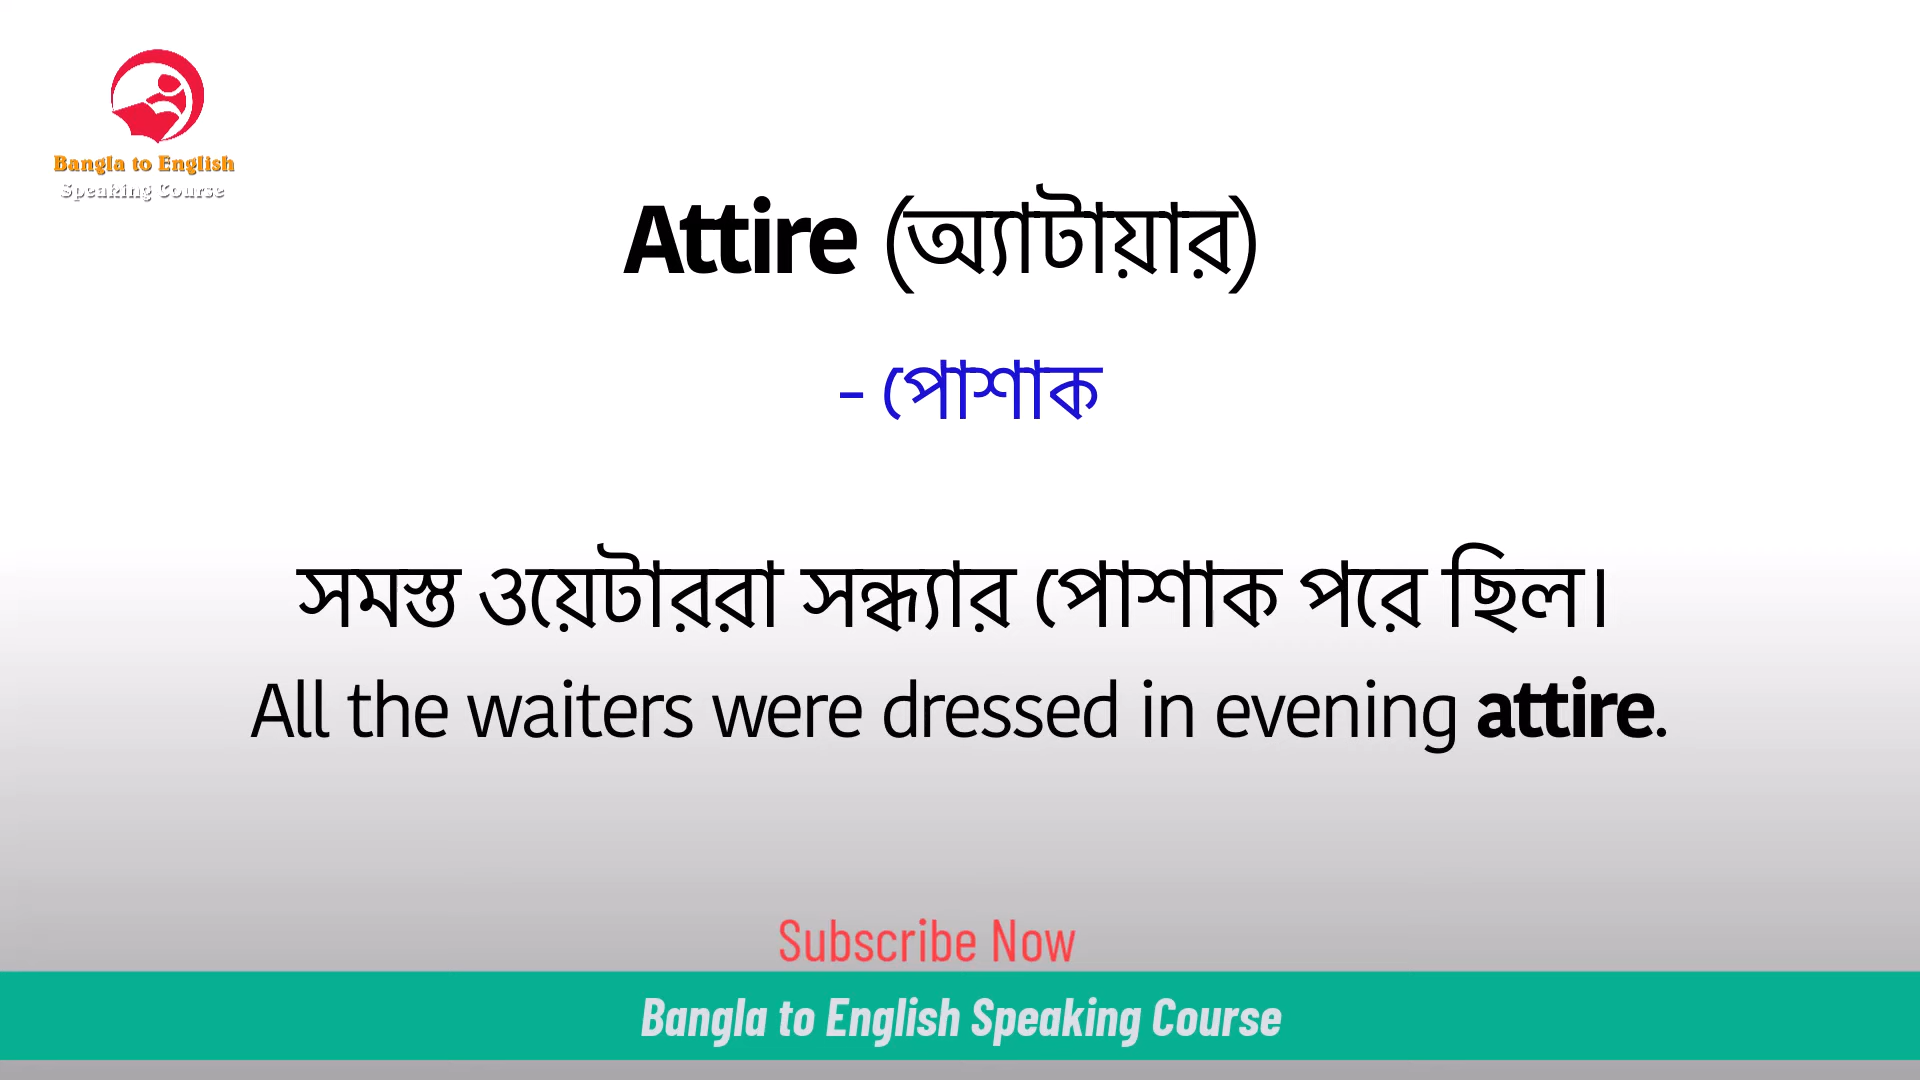 Bangla to English
Speaking Course
Attire (অ্যাটায়ার)
- পোশাক
সমস্ত ওয়েটাররা সন্ধ্যার পোশাক পরে ছিল।
All the waiters were dressed in evening attire.
Subscribe Now
Bangla to English Speaking Course